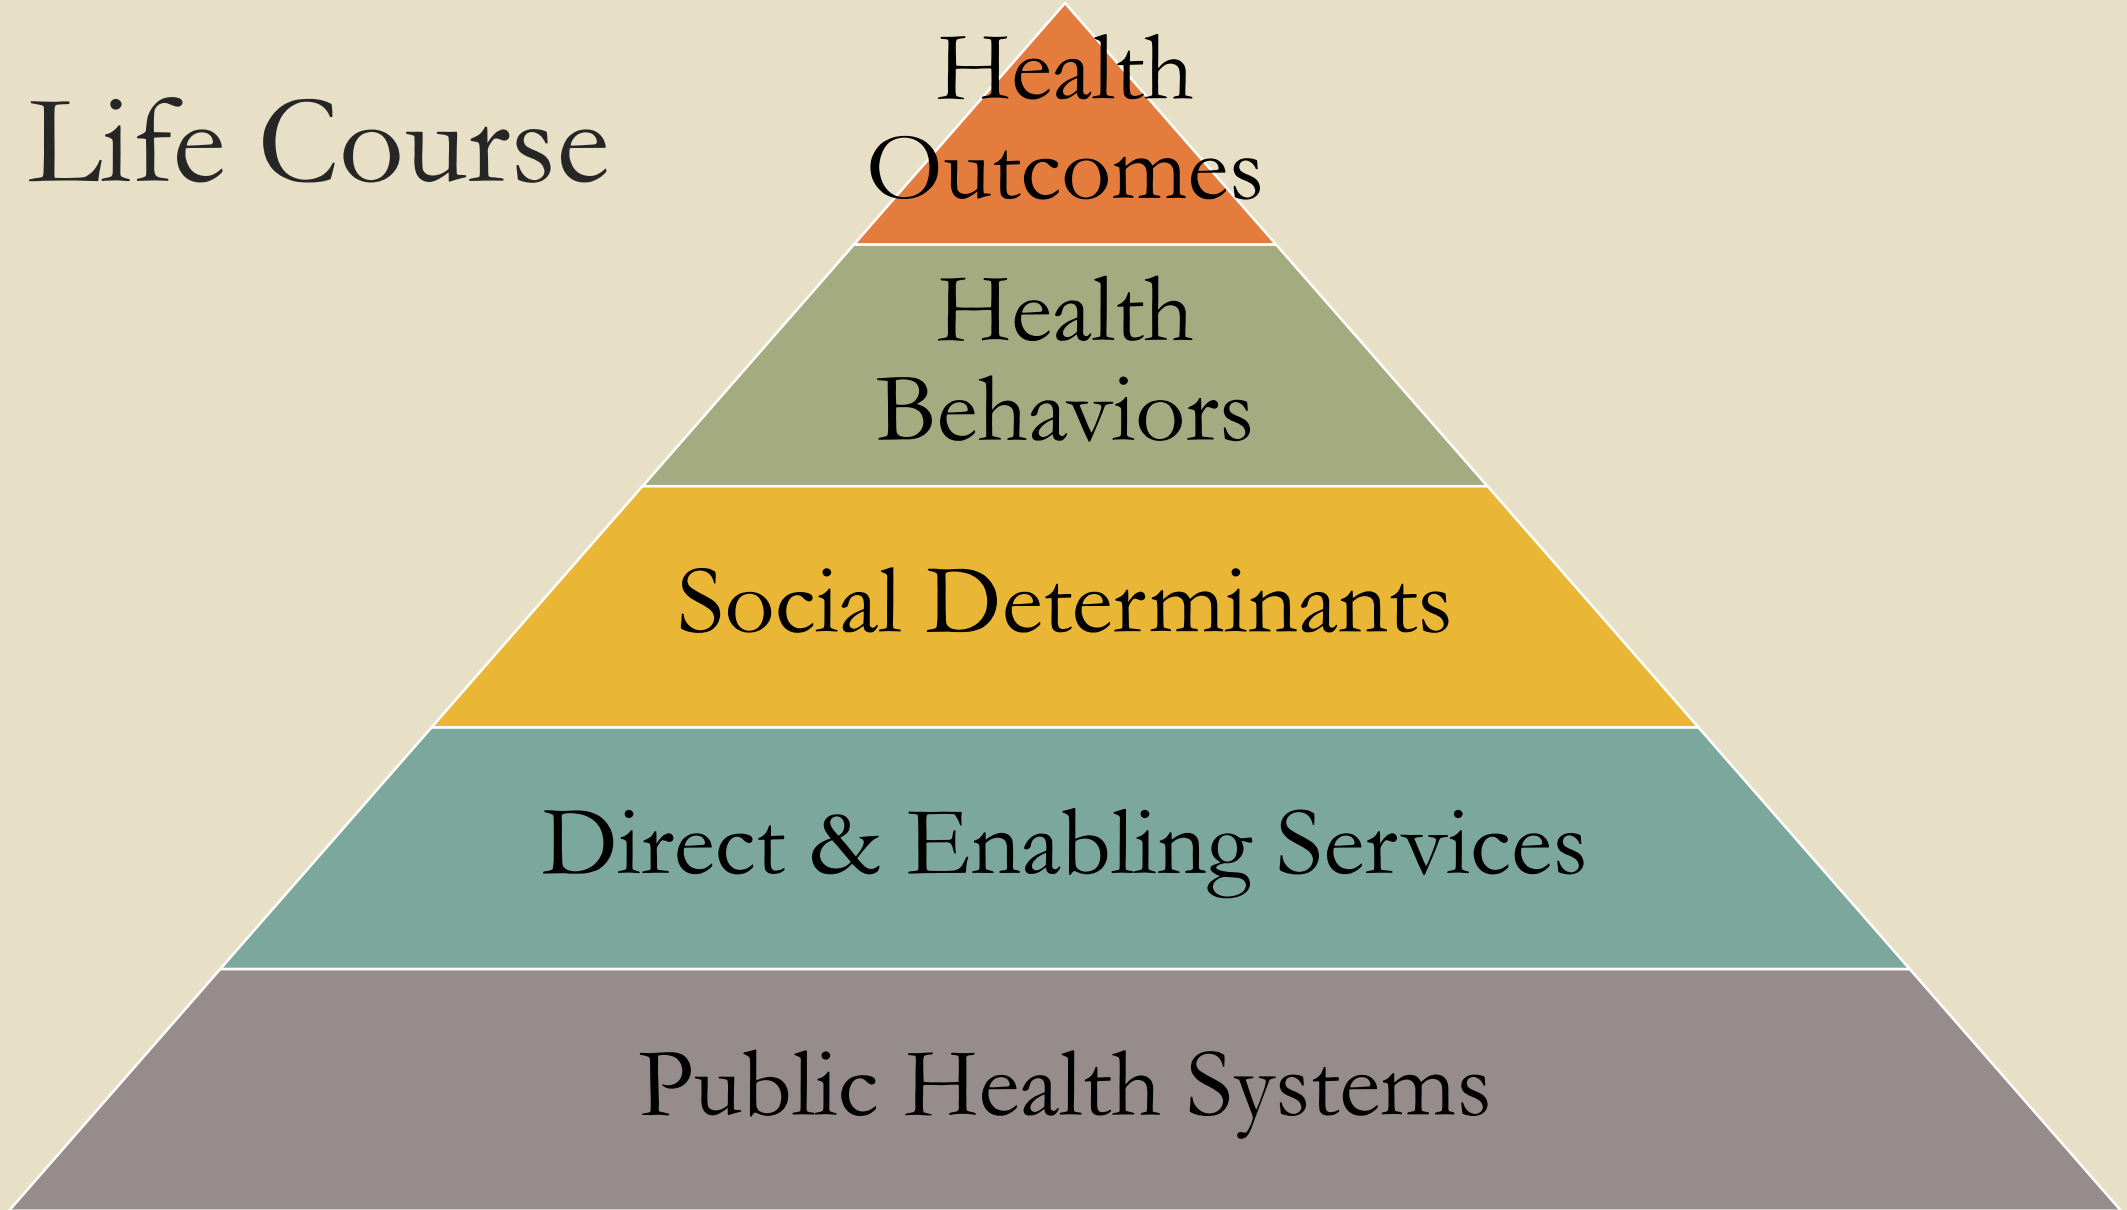 Life Course
Health
Outcomes
Health
Behaviors
Social Determinants
Direct & Enabling Services
Public Health Systems